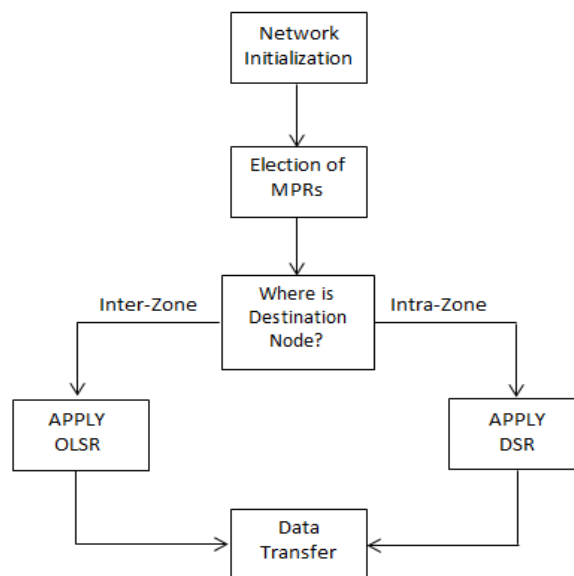 Network
Initialization
Election of
MPRs
Where is
Destination
Node?
Inter-Zone
Intra-Zone
APPLY
OLSR
APPLY
DSR
Data
Transfer